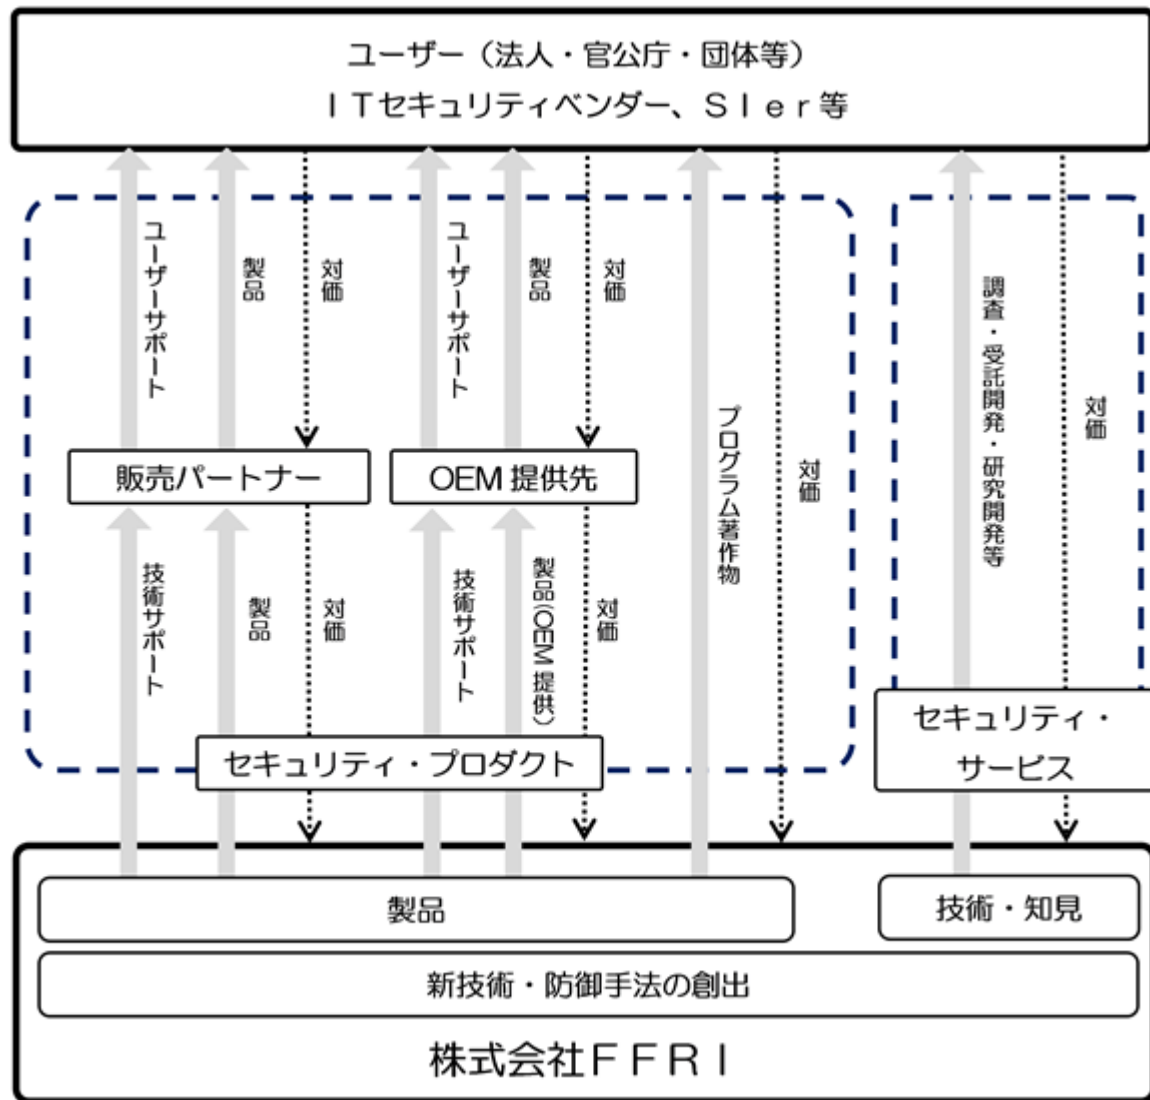 ユーザー（法人・官公庁・団体等）
ＩＴセキュリティベンダー、ＳＩｅｒ等
ユーザーサポート
製品
対価
ユーザーサポート
製品
対価
プログラム著作物
対価
調査・受託開発・研究開発等
対価
販売パートナー
OEM 提供先
技術サポート
製品
対価
技術サポート
製品(OEM 提供)
対価
セキュリティ・プロダクト
セキュリティ・
サービス
製品
技術・知見
新技術・防御手法の創出
株式会社ＦＦＲＩ